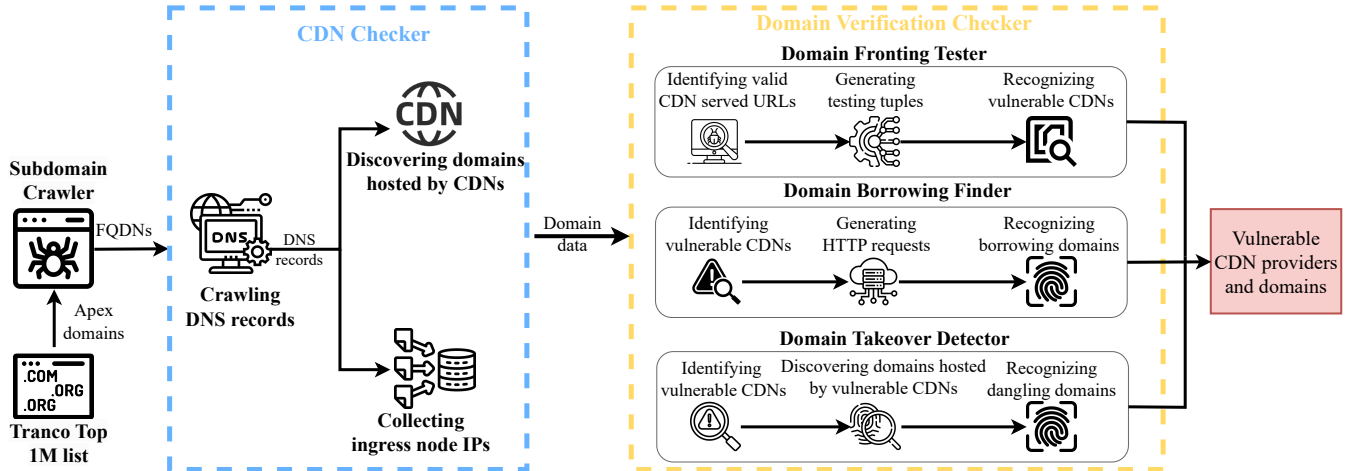 Subdomain
Crawler
FQDNs
Apex
domains
.COM
.ORG
.ORG
Tranco Top
1M list
CDN Checker
DNS
Crawling
DNS records
DNS
records
CDN
Discovering domains
hosted by CDNs
Collecting
ingress node IPs
Domain
data
Domain Verification Checker
Domain Fronting Tester
Identifying valid
CDN served URLs
Generating
testing tuples
Recognizing
vulnerable CDNs
Domain Borrowing Finder
Identifying
vulnerable CDNs
Generating
HTTP requests
Recognizing
borrowing domains
Domain Takeover Detector
Identifying
vulnerable CDNs
Discovering domains hosted
by vulnerable CDNs
Recognizing
dangling domains
Vulnerable
CDN providers
and domains